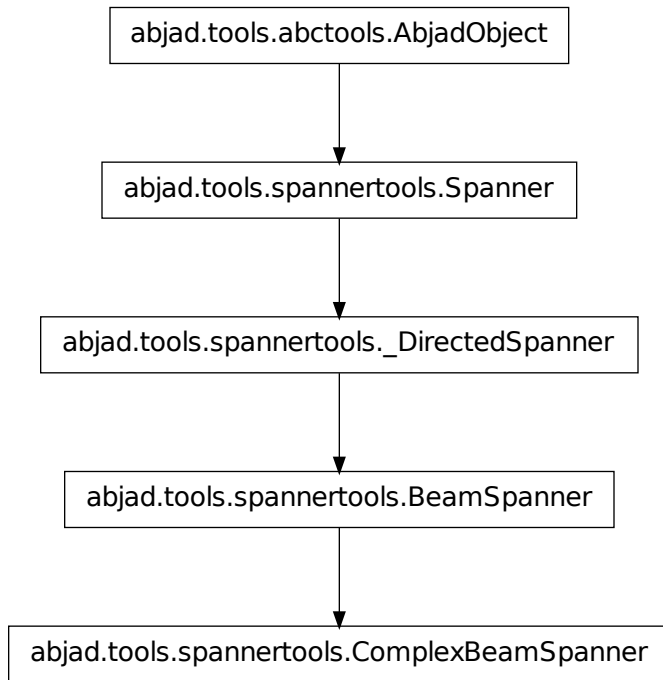 abjad.tools.abctools.AbjadObject
abjad.tools.spannertools.Spanner
abjad.tools.spannertools._DirectedSpanner
abjad.tools.spannertools.BeamSpanner
abjad.tools.spannertools.ComplexBeamSpanner